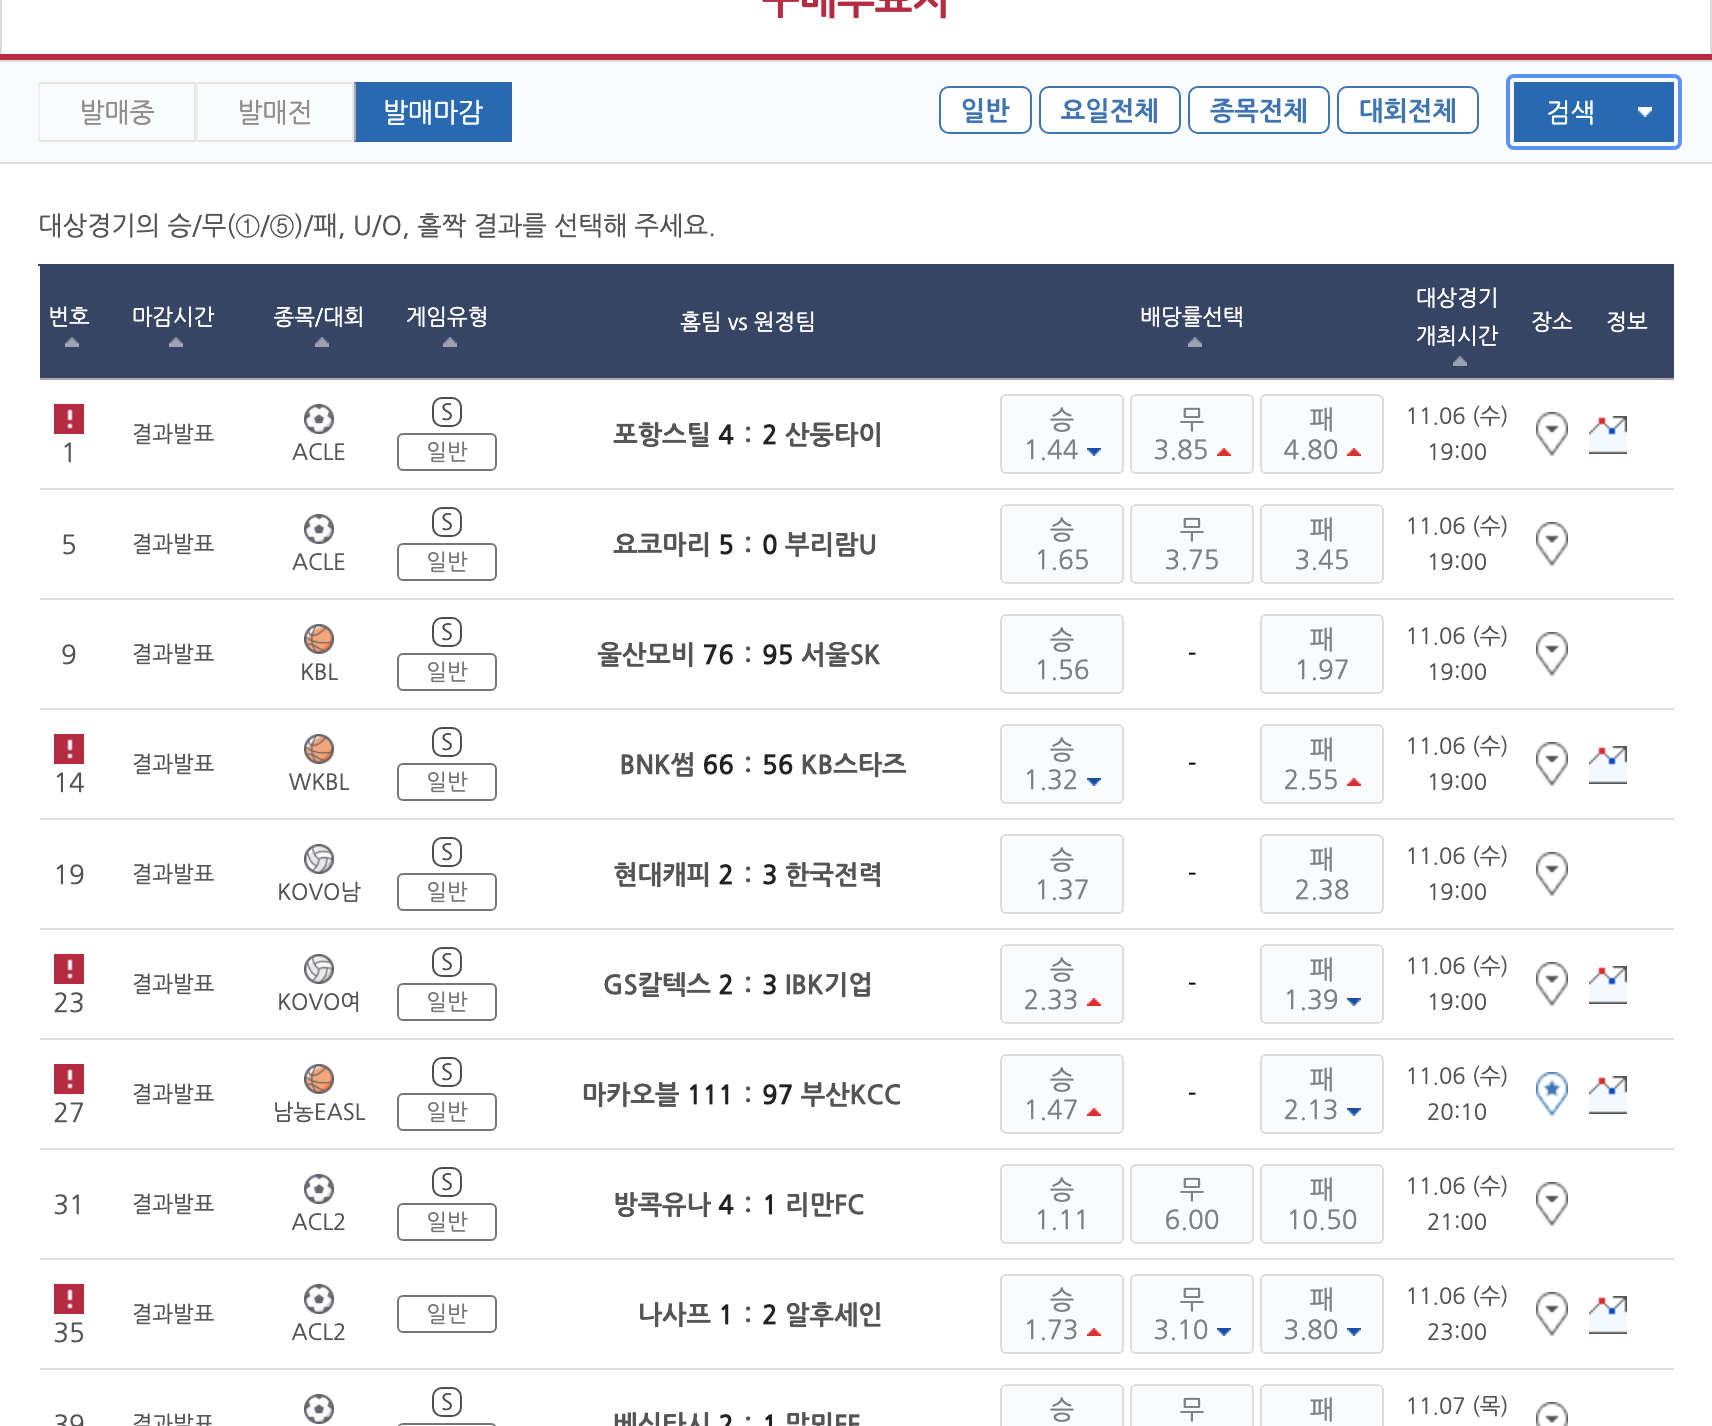 구매투표지
발매중 발매전 발매마감 일반 요일전체 종목전체 대회전체 검색
대상경기의 승/무(①/⑤)/패, U/O, 홀짝 결과를 선택해 주세요.
번호 마감시간 종목/대회 게임유형 홈팀 vs 원정팀 배당률선택 대상경기 개최시간 장소 정보
! 1 결과발표 ACLE S 일반 포항스틸 4 : 2 산둥타이 승 1.44 무 3.85 패 4.80 11.06 (수) 19:00
5 결과발표 ACLE S 일반 요코마리 5 : 0 부리람U 승 1.65 무 3.75 패 3.45 11.06 (수) 19:00
9 결과발표 KBL S 일반 울산모비 76 : 95 서울SK 승 1.56 - 패 1.97 11.06 (수) 19:00
! 14 결과발표 WKBL S 일반 BNK썸 66 : 56 KB스타즈 승 1.32 - 패 2.55 11.06 (수) 19:00
19 결과발표 KOVO남 S 일반 현대캐피 2 : 3 한국전력 승 1.37 - 패 2.38 11.06 (수) 19:00
! 23 결과발표 KOVO여 S 일반 GS칼텍스 2 : 3 IBK기업 승 2.33 - 패 1.39 11.06 (수) 19:00
! 27 결과발표 남농EASL S 일반 마카오블 111 : 97 부산KCC 승 1.47 - 패 2.13 11.06 (수) 20:10
31 결과발표 ACL2 S 일반 방콕유나 4 : 1 리만FC 승 1.11 무 6.00 패 10.50 11.06 (수) 21:00
! 35 결과발표 ACL2 일반 나사프 1 : 2 알후세인 승 1.73 무 3.10 패 3.80 11.06 (수) 23:00
39 결과발표 S 베식타시 2 : 1 말뫼FF 승 무 패 11.07 (목)